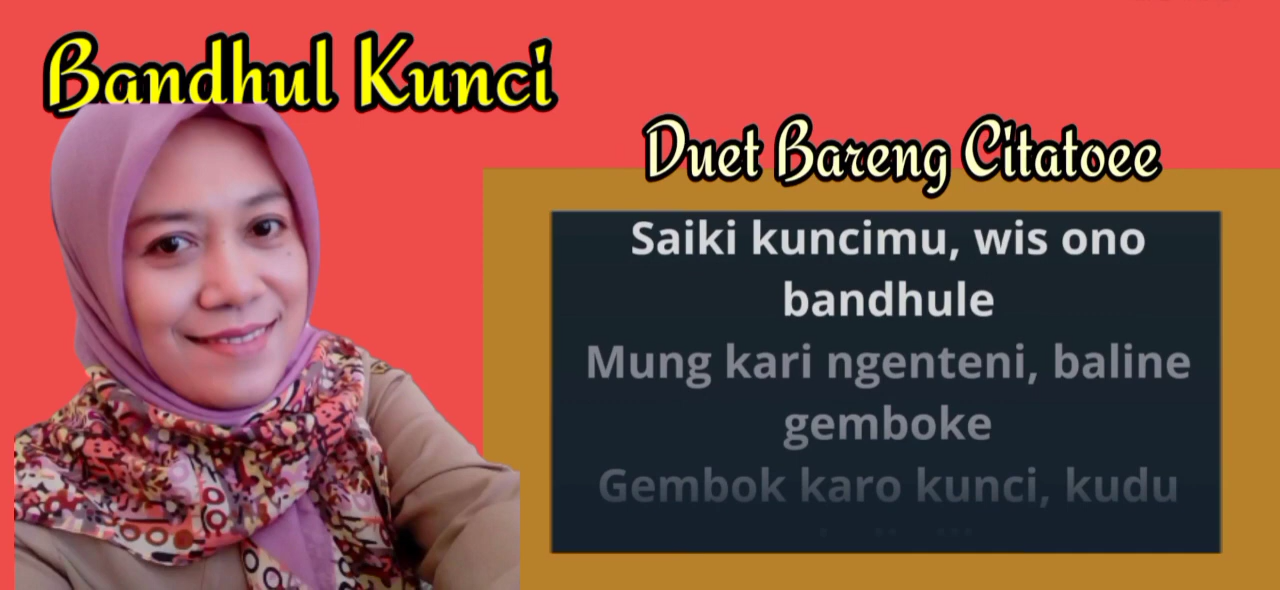 Bandhul Kunci
Duet Bareng Citatoee
Saiki kuncimu, wis ono
bandhule
Mung kari ngenteni, baline
gemboke
Gembok karo kunci, kudu